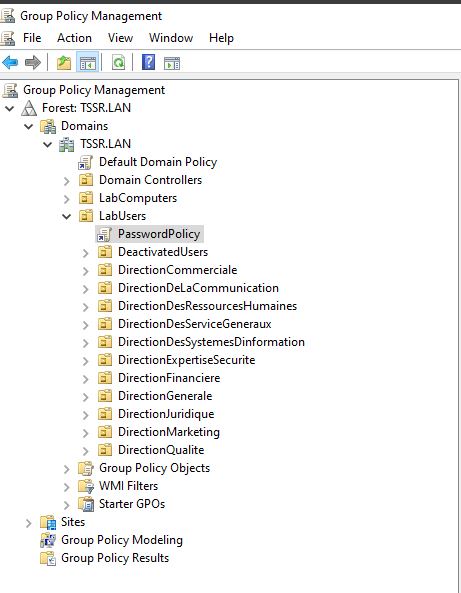 Group Policy Management
File Action View Window Help
Group Policy Management
Forest: TSSR.LAN
Domains
TSSR.LAN
Default Domain Policy
Domain Controllers
LabComputers
LabUsers
PasswordPolicy
DeactivatedUsers
DirectionCommerciale
DirectionDeLaCommunication
DirectionDesRessourcesHumaines
DirectionDesServiceGeneraux
DirectionDesSystemesDinformation
DirectionExpertiseSecurite
DirectionFinanciere
DirectionGenerale
DirectionJuridique
DirectionMarketing
DirectionQualite
Group Policy Objects
WMI Filters
Starter GPOs
Sites
Group Policy Modeling
Group Policy Results